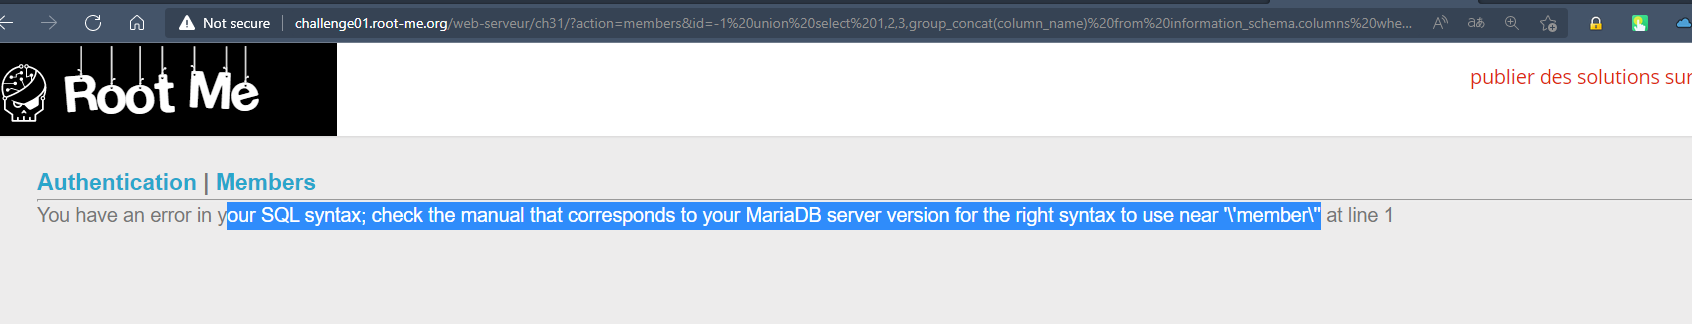 Not secure | challenge01.root-me.org/web-serveur/ch31/?action=members&id=-1%20union%20select%201,2,3,group_concat(column_name)%20from%20information_schema.columns%20whe...
Root Me
publier des solutions sur
Authentication | Members
You have an error in your SQL syntax; check the manual that corresponds to your MariaDB server version for the right syntax to use near '\'member\'' at line 1